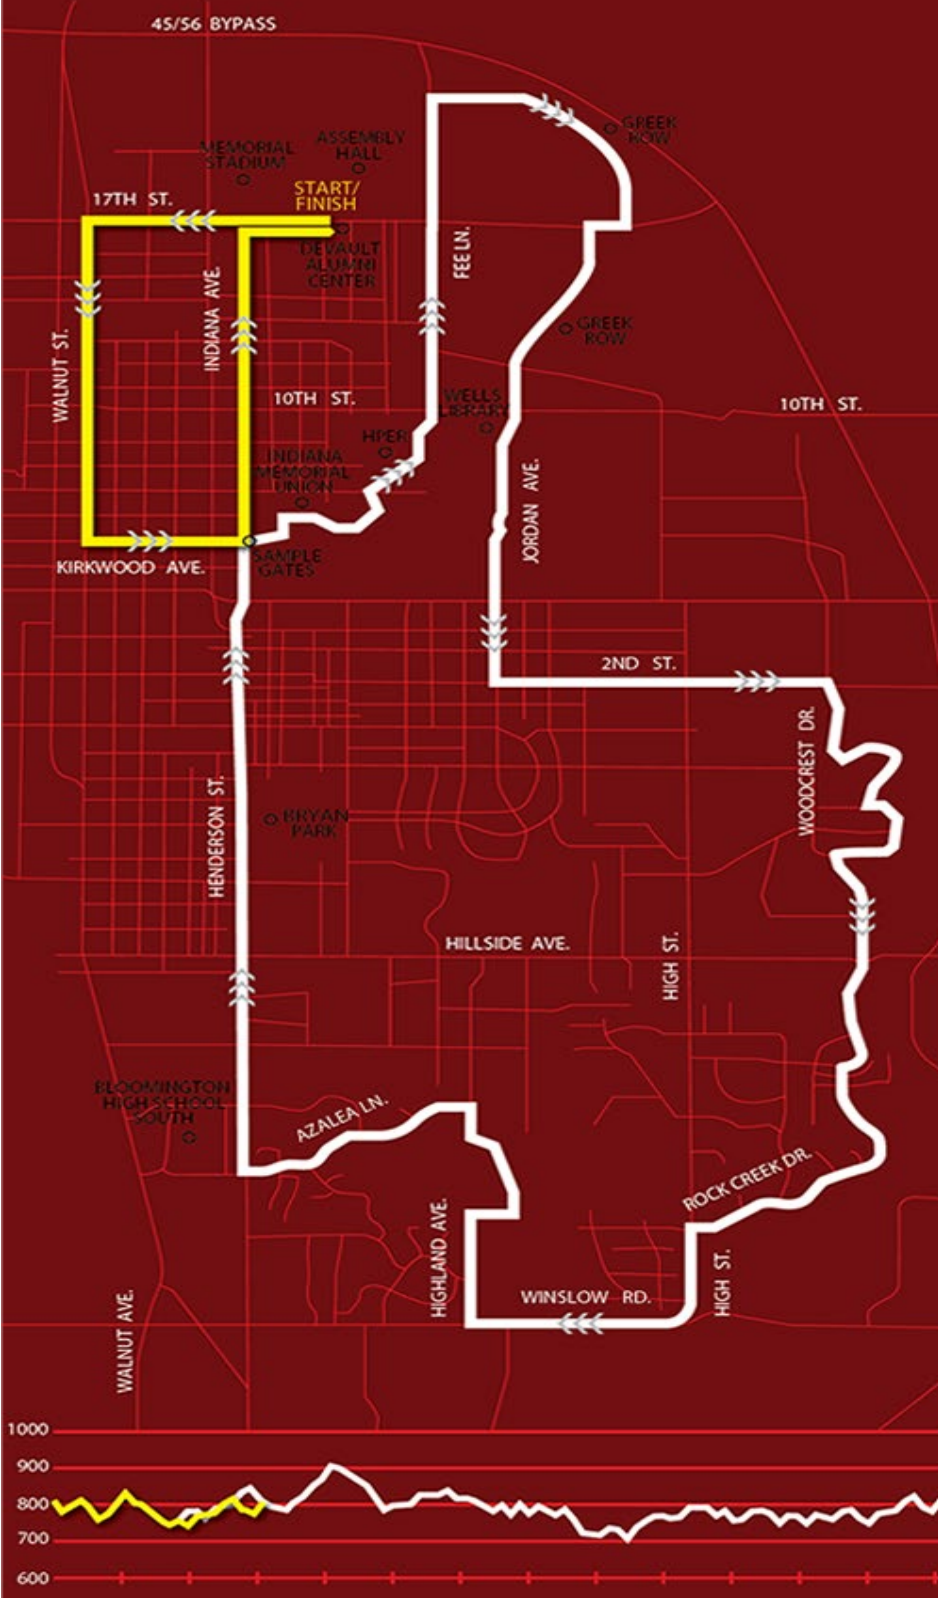 45/56 BYPASS
GREEK
ROW
ASSEMBLY
HALL
MEMORIAL
STADIUM
START/
FINISH
17TH ST.
DEVAULT
ALUMNI
CENTER
FEE LN.
INDIANA AVE.
WALNUT ST.
GREEK
ROW
10TH ST.
WELLS
LIBRARY
10TH ST.
HPER
INDIANA
MEMORIAL
UNION
JORDAN AVE.
SAMPLE
GATES
KIRKWOOD AVE.
2ND ST.
WOODCREST DR.
HENDERSON ST.
BRYAN
PARK
HILLSIDE AVE.
HIGH ST.
BLOOMINGTON
HIGH SCHOOL
SOUTH
AZALEA LN.
ROCK CREEK DR.
HIGHLAND AVE.
HIGH ST.
WINSLOW RD.
WALNUT AVE.
1000
900
800
700
600